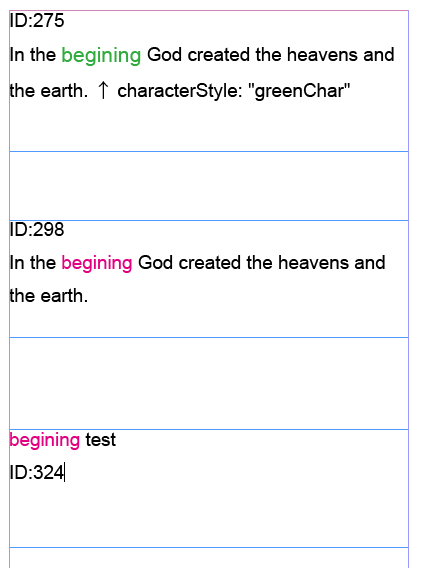 ID:275
In the begining God created the heavens and
the earth. ↑ characterStyle: "greenChar"
ID:298
In the begining God created the heavens and
the earth.
begining test
ID:324